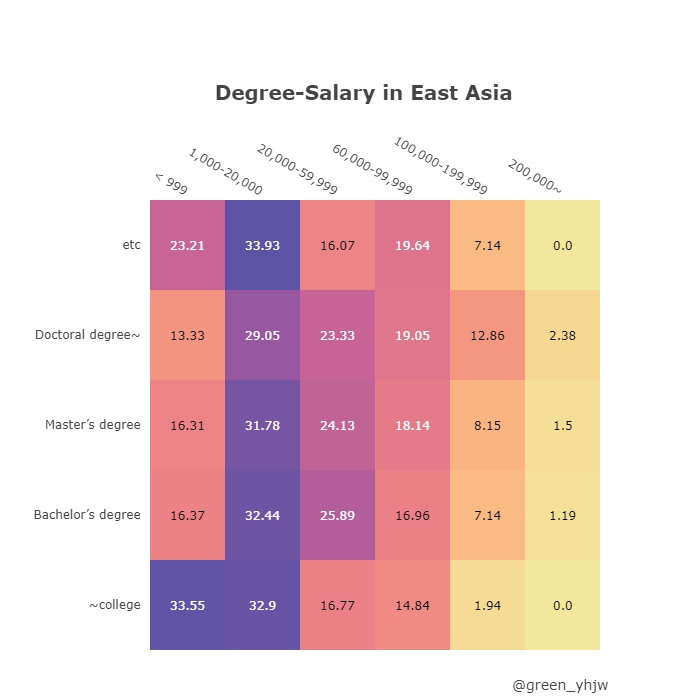 Degree-Salary in East Asia
< 999
1,000-20,000
20,000-59,999
60,000-99,999
100,000-199,999
200,000~
etc
23.21 33.93 16.07 19.64 7.14 0.0
Doctoral degree~
13.33 29.05 23.33 19.05 12.86 2.38
Master’s degree
16.31 31.78 24.13 18.14 8.15 1.5
Bachelor’s degree
16.37 32.44 25.89 16.96 7.14 1.19
~college
33.55 32.9 16.77 14.84 1.94 0.0
@green_yhjw